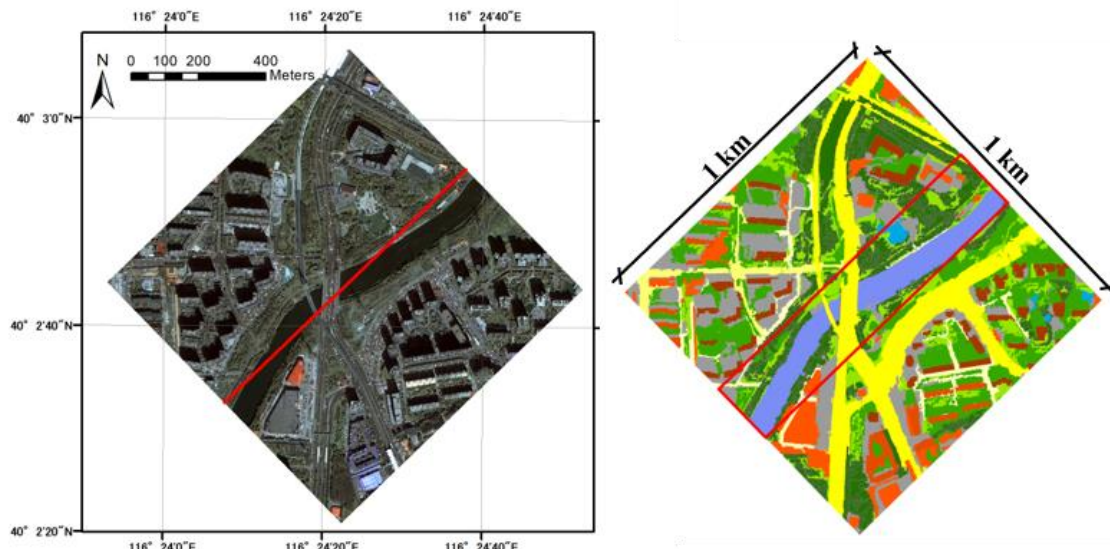 116° 24′0″E 116° 24′20″E 116° 24′40″E
N 0 100 200 400
Meters
40° 3′0″N
40° 2′40″N
40° 2′20″N
116° 24′0″E 116° 24′20″E 116° 24′40″E
1 km
1 km